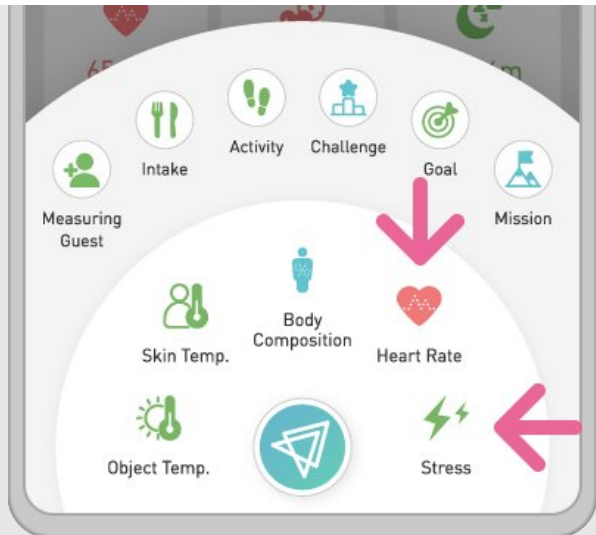 Activity
Challenge
Intake
Goal
Measuring
Guest
Mission
Body
Composition
Skin Temp.
Heart Rate
Object Temp.
Stress